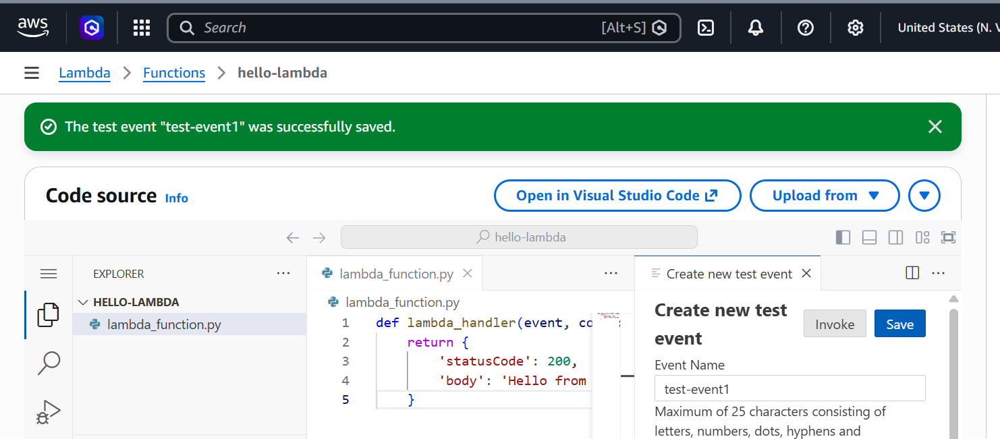 aws
Search
[Alt+S]
United States (N. V
Lambda
Functions
hello-lambda
The test event "test-event1" was successfully saved.
Code source
Info
Open in Visual Studio Code
Upload from
hello-lambda
EXPLORER
HELLO-LAMBDA
lambda_function.py
lambda_function.py
lambda_function.py
1 def lambda_handler(event, co
2 return {
3 'statusCode': 200,
4 'body': 'Hello from
5 }
Create new test event
Create new test
event
Invoke
Save
Event Name
test-event1
Maximum of 25 characters consisting of
letters, numbers, dots, hyphens and